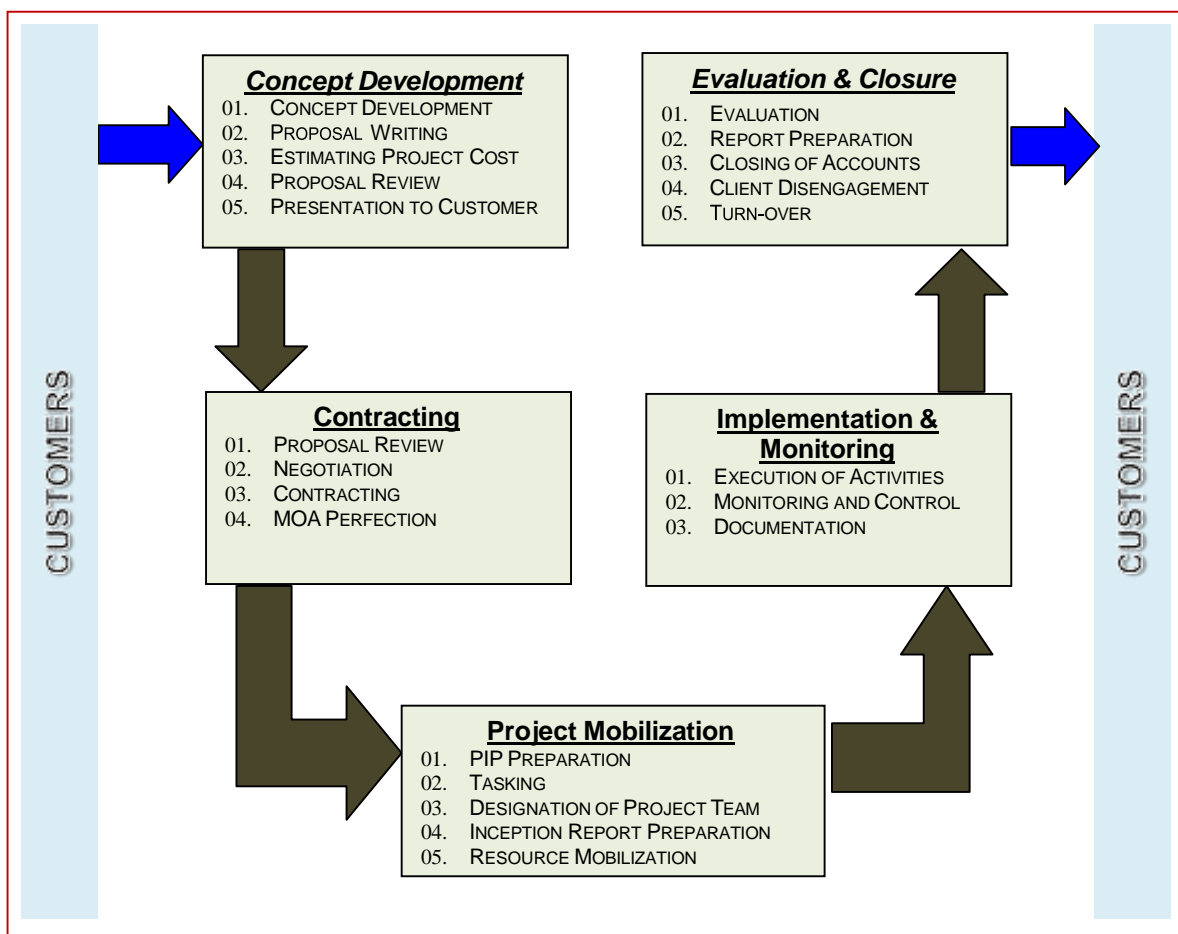 CUSTOMERS
Concept Development
01. CONCEPT DEVELOPMENT
02. PROPOSAL WRITING
03. ESTIMATING PROJECT COST
04. PROPOSAL REVIEW
05. PRESENTATION TO CUSTOMER
Contracting
01. PROPOSAL REVIEW
02. NEGOTIATION
03. CONTRACTING
04. MOA PERFECTION
Project Mobilization
01. PIP PREPARATION
02. TASKING
03. DESIGNATION OF PROJECT TEAM
04. INCEPTION REPORT PREPARATION
05. RESOURCE MOBILIZATION
Implementation &
Monitoring
01. EXECUTION OF ACTIVITIES
02. MONITORING AND CONTROL
03. DOCUMENTATION
Evaluation & Closure
01. EVALUATION
02. REPORT PREPARATION
03. CLOSING OF ACCOUNTS
04. CLIENT DISENGAGEMENT
05. TURN-OVER
CUSTOMERS